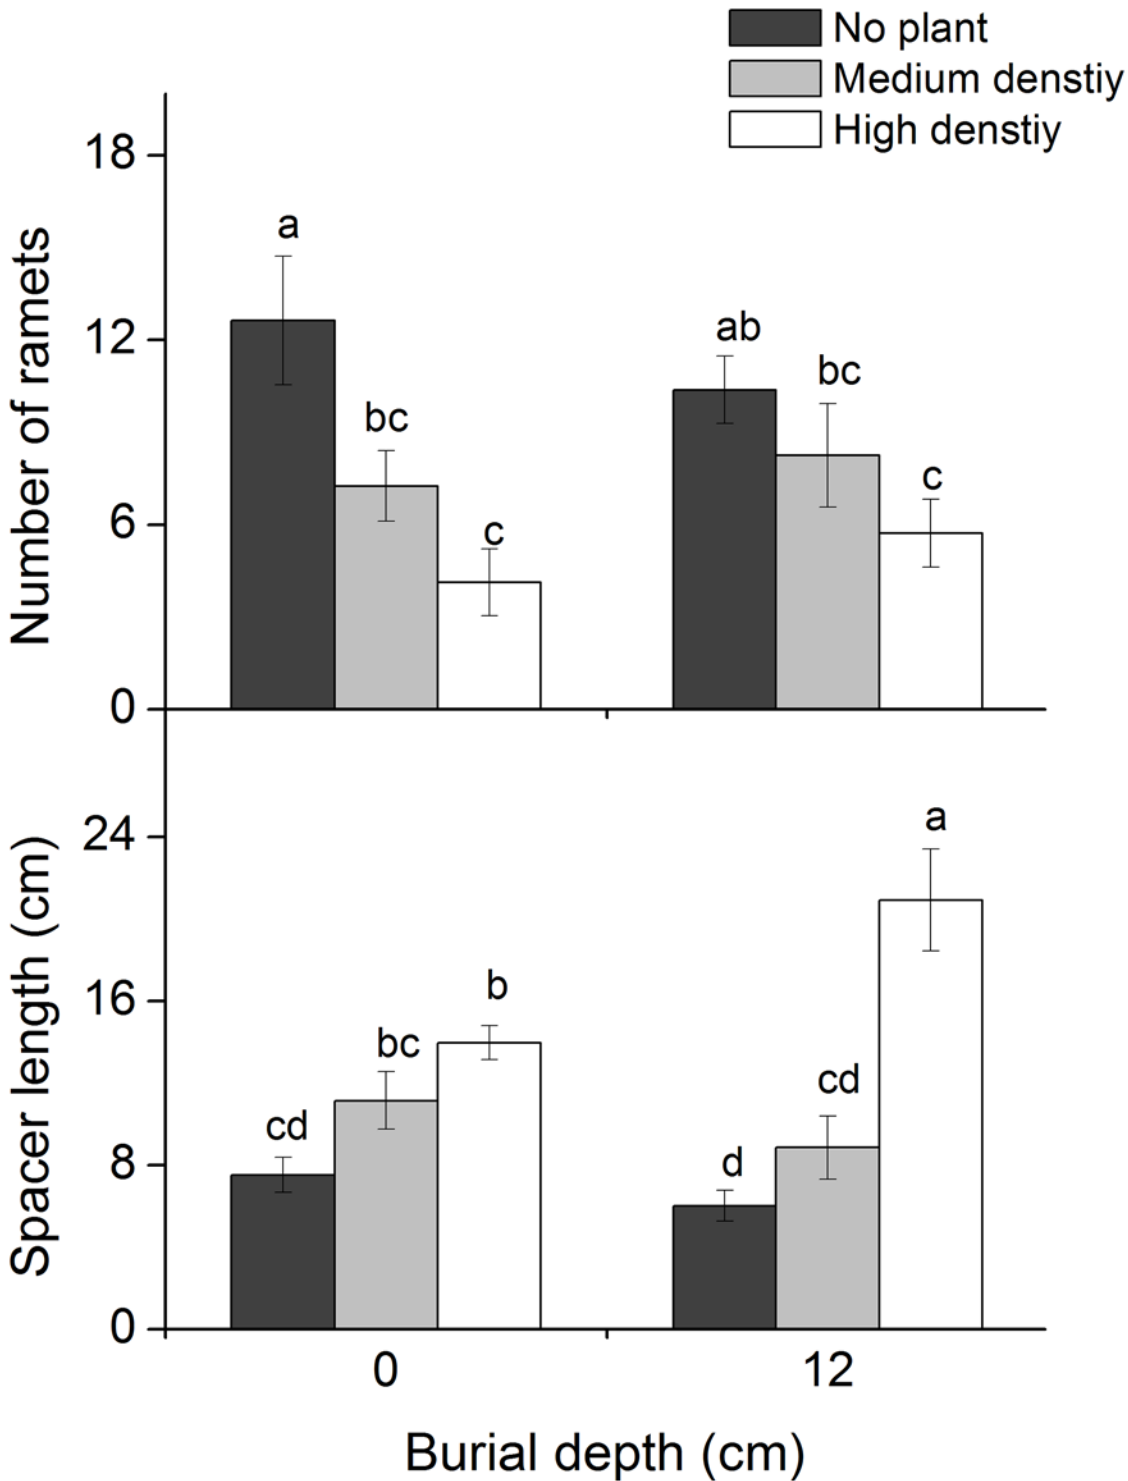 No plant
Medium denstiy
High denstiy
Number of ramets
18
12
6
0
a
bc
c
ab
bc
c
Spacer length (cm)
24
16
8
0
cd
bc
b
d
cd
a
0
12
Burial depth (cm)